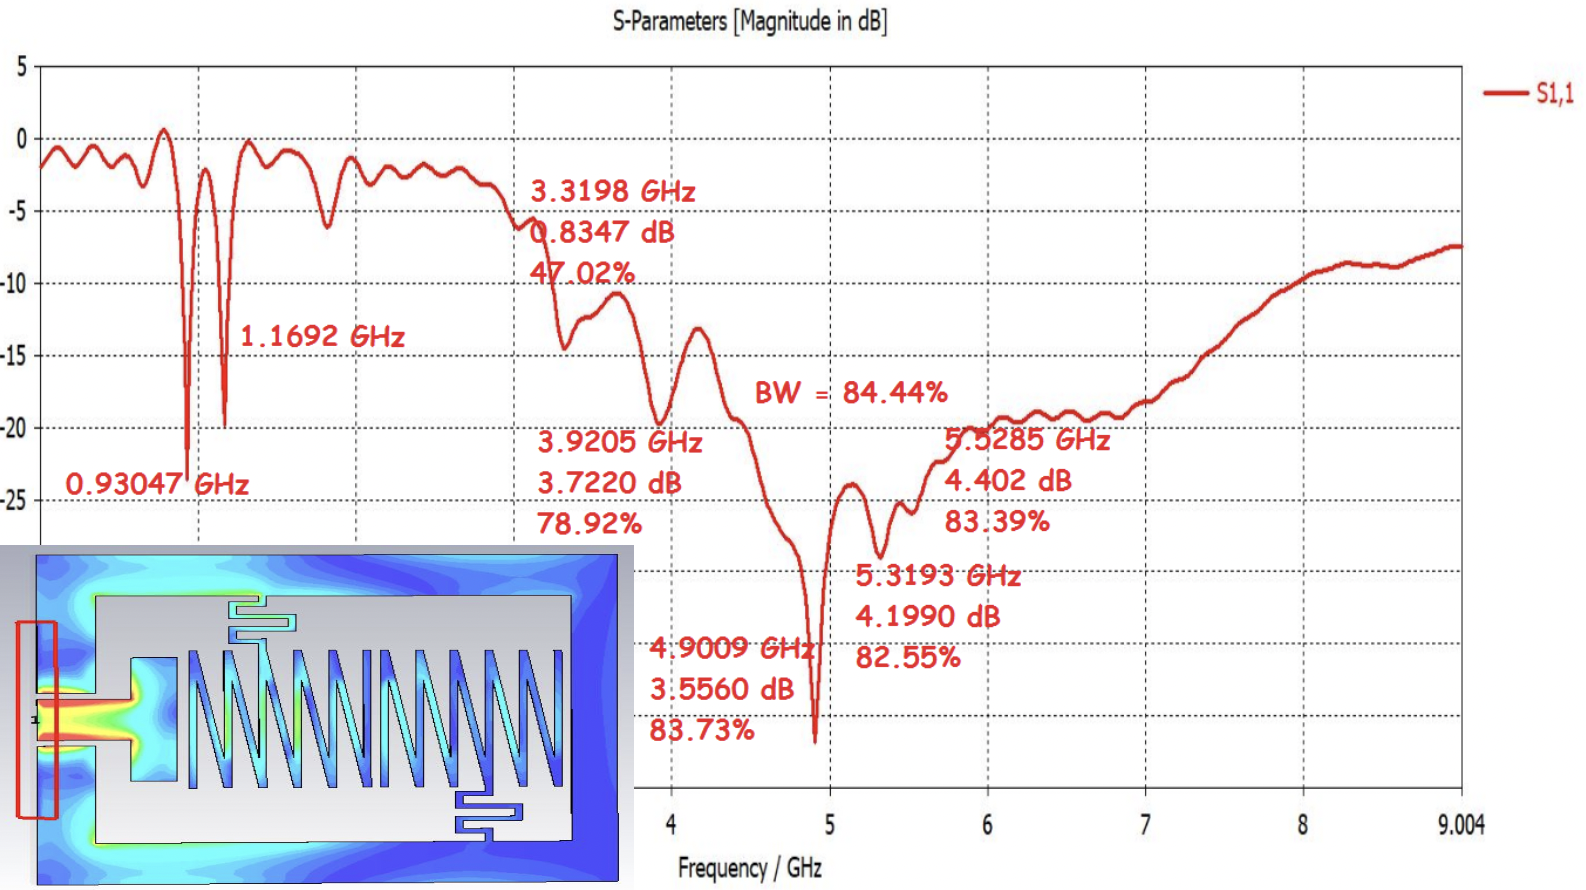 S-Parameters [Magnitude in dB]
5
S1,1
0
3.3198 GHz
-5
0.8347 dB
47.02%
-10
1.1692 GHz
-15
BW = 84.44%
-20
3.9205 GHz
5.5285 GHz
0.93047 GHz
3.7220 dB
4.402 dB
-25
78.92%
83.39%
5.3193 GHz
4.1990 dB
4.9009 GHz
82.55%
3.5560 dB
83.73%
1
4
5
6
7
8
9.004
Frequency / GHz